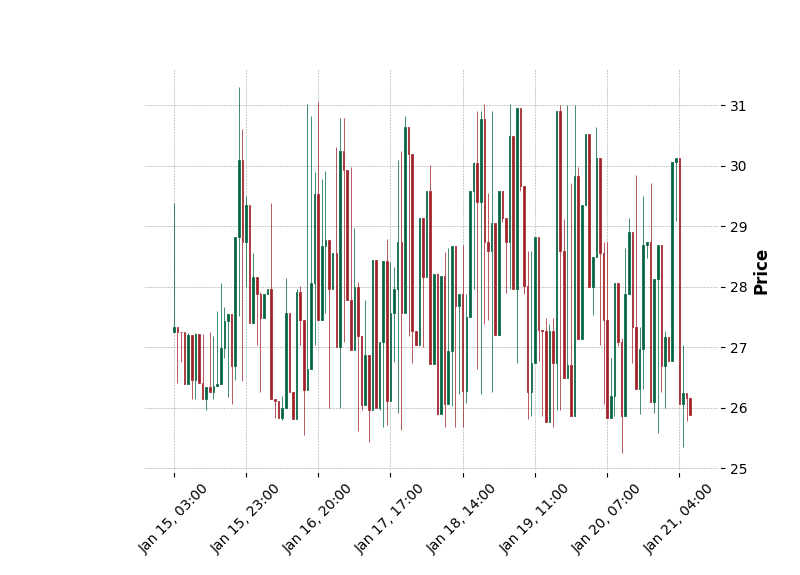 31
30
29
28
27
26
25
Price
Jan 15, 03:00
Jan 15, 23:00
Jan 16, 20:00
Jan 17, 17:00
Jan 18, 14:00
Jan 19, 11:00
Jan 20, 07:00
Jan 21, 04:00